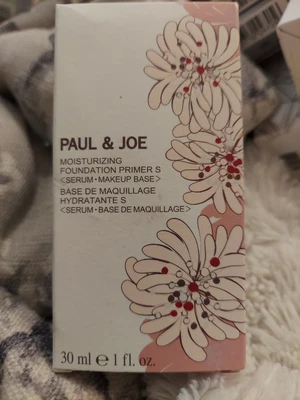 PAUL & JOE
MOISTURIZING
FOUNDATION PRIMER S
<SERUM・MAKEUP BASE>
BASE DE MAQUILLAGE
HYDRATANTE S
<SERUM・BASE DE MAQUILLAGE>
30 ml ℮ 1 fl. oz.